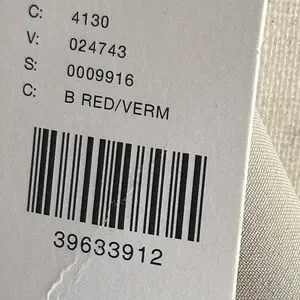 C: 4130
V: 024743
S: 0009916
C: B RED/VERM
39633912